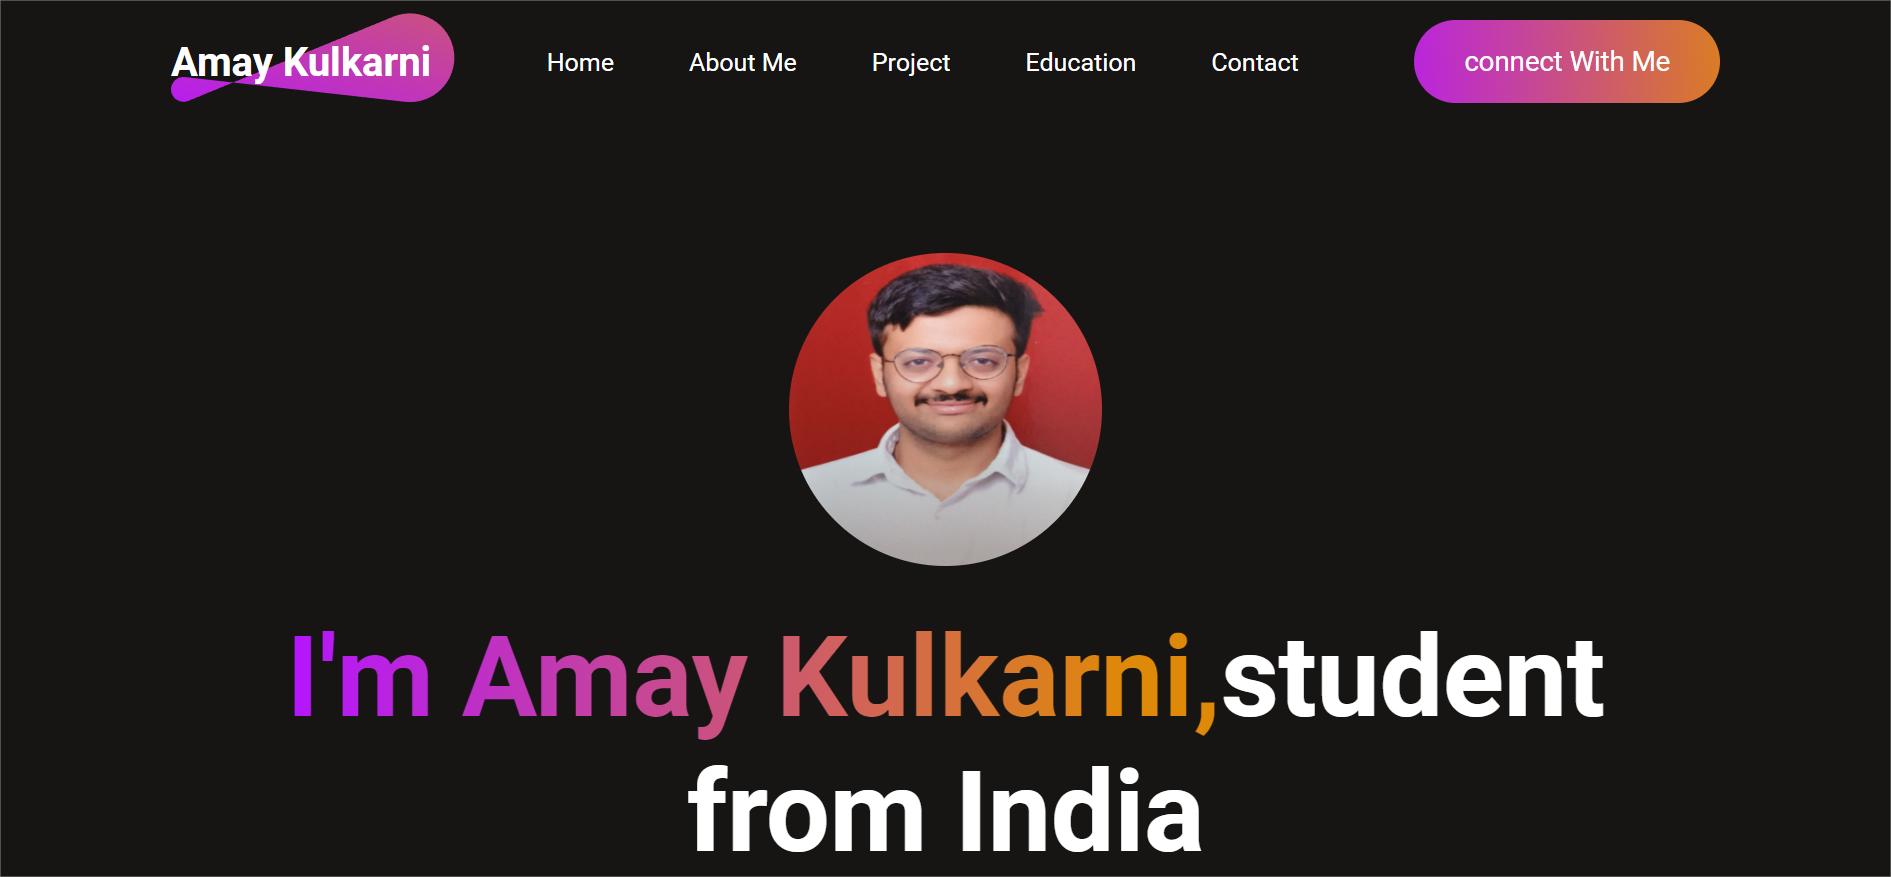 Amay Kulkarni
Home
About Me
Project
Education
Contact
connect With Me
I'm Amay Kulkarni,student
from India